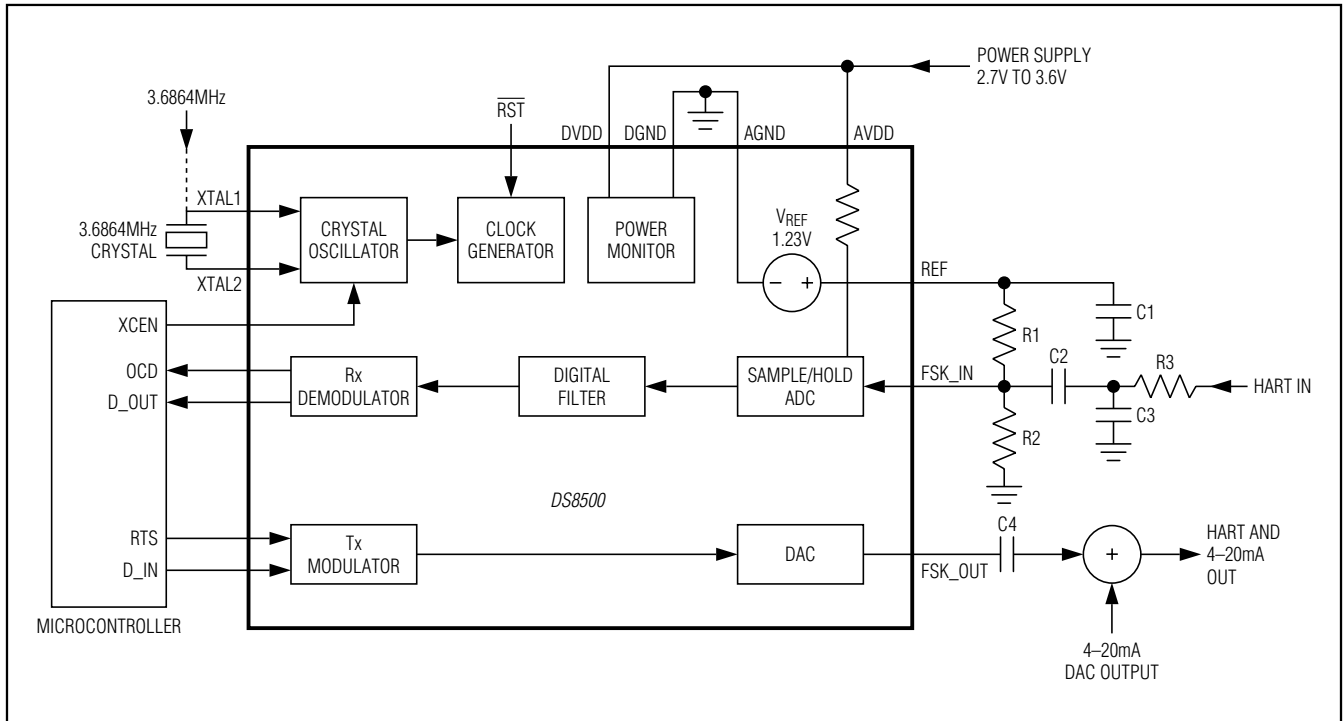 POWER SUPPLY
2.7V TO 3.6V
3.6864MHz
RST
DVDD
DGND
AGND
AVDD
XTAL1
3.6864MHz
CRYSTAL
XTAL2
CRYSTAL
OSCILLATOR
CLOCK
GENERATOR
POWER
MONITOR
VREF
1.23V
− +
REF
C1
R1
XCEN
OCD
D_OUT
Rx
DEMODULATOR
DIGITAL
FILTER
SAMPLE/HOLD
ADC
FSK_IN
C2
R3
HART IN
C3
R2
DS8500
RTS
D_IN
Tx
MODULATOR
DAC
FSK_OUT
C4
+
HART AND
4–20mA
OUT
MICROCONTROLLER
4–20mA
DAC OUTPUT